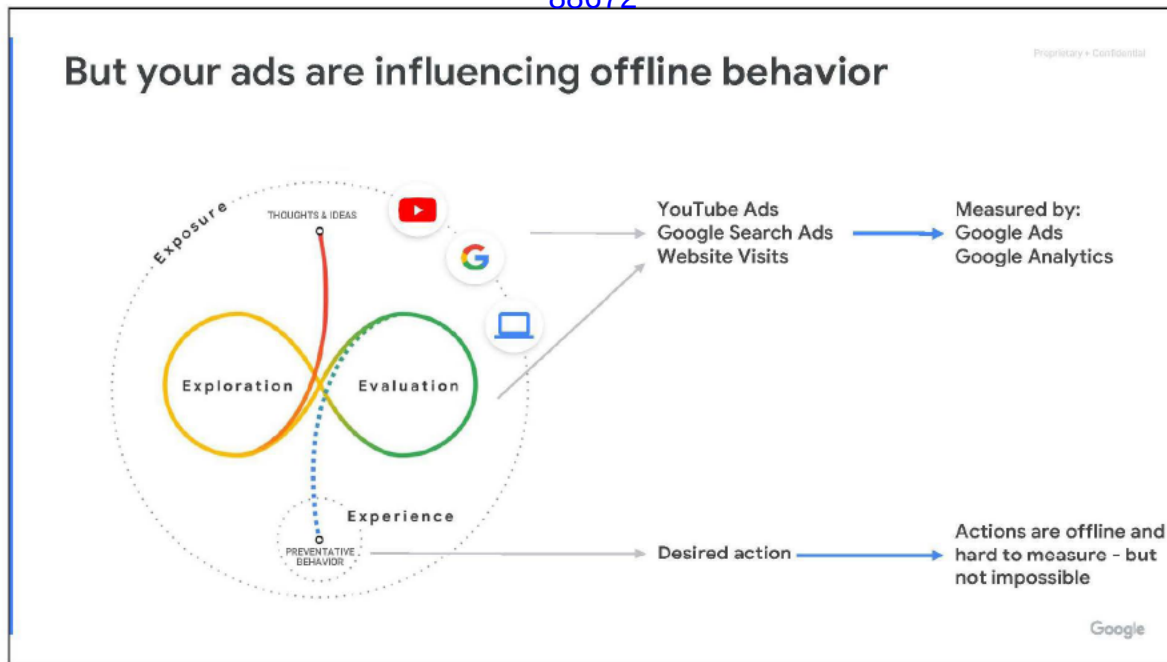 88672
Proprietary + Confidential
But your ads are influencing offline behavior
Exposure
THOUGHTS & IDEAS
Exploration
Evaluation
Experience
PREVENTATIVE
BEHAVIOR
YouTube Ads
Google Search Ads
Website Visits
Measured by:
Google Ads
Google Analytics
Desired action
Actions are offline and
hard to measure - but
not impossible
G
Google